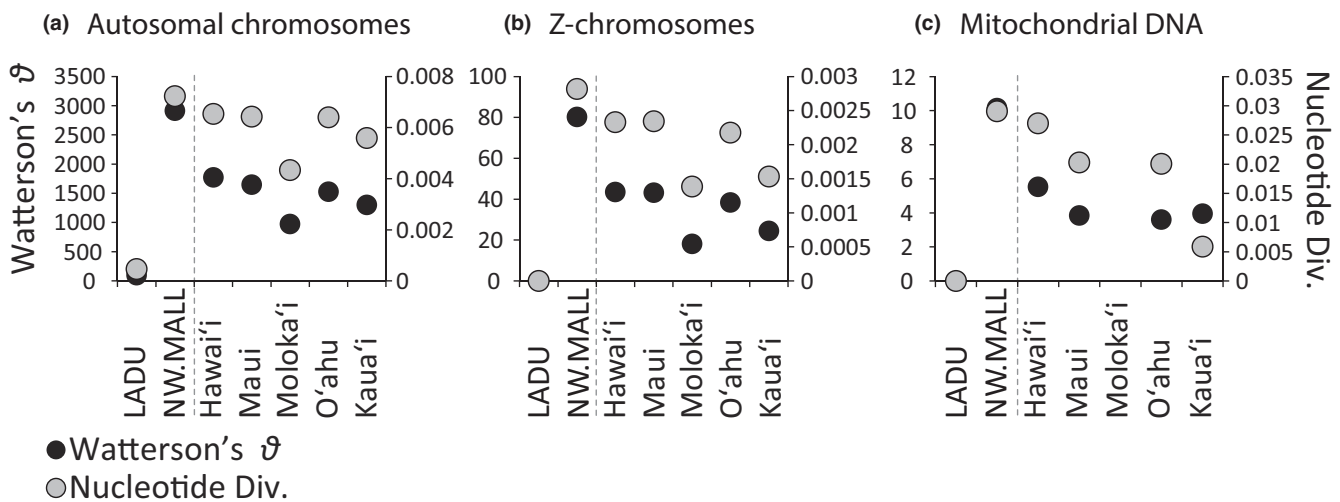 (a) Autosomal chromosomes
(b) Z-chromosomes
(c) Mitochondrial DNA
Watterson's ϑ
3500
3000
2500
2000
1500
1000
500
0
0.008
0.006
0.004
0.002
0
100
80
60
40
20
0
0.003
0.0025
0.002
0.0015
0.001
0.0005
0
12
10
8
6
4
2
0
0.035
0.03
0.025
0.02
0.015
0.01
0.005
0
Nucleotide Div.
LADU
NW.MALL
Hawai‘i
Maui
Moloka‘i
O‘ahu
Kaua‘i
LADU
NW.MALL
Hawai‘i
Maui
Moloka‘i
O‘ahu
Kaua‘i
LADU
NW.MALL
Hawai‘i
Maui
Moloka‘i
O‘ahu
Kaua‘i
Watterson's ϑ
Nucleotide Div.